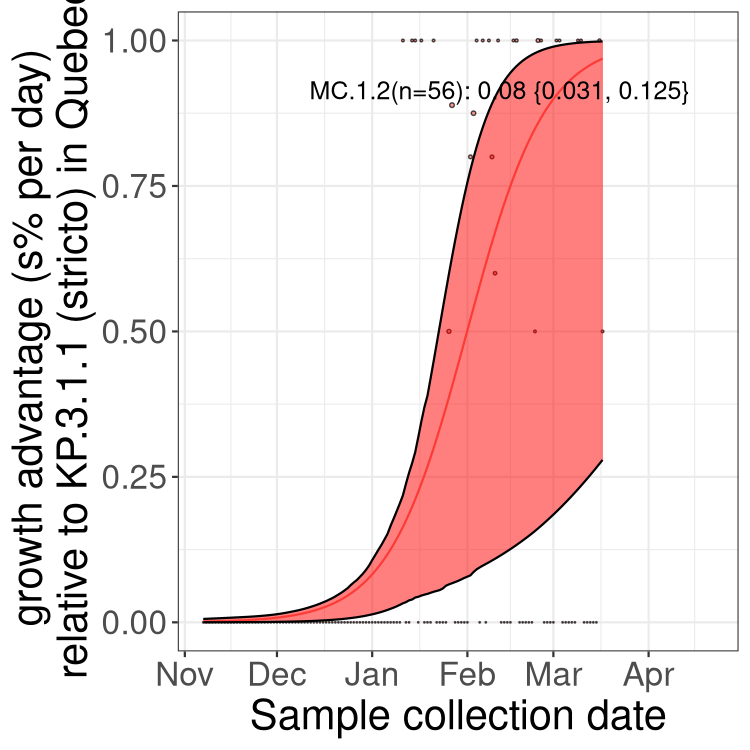 growth advantage (s% per day)
relative to KP.3.1.1 (stricto) in Quebec
1.00
0.75
0.50
0.25
0.00
MC.1.2(n=56): 0.08 {0.031, 0.125}
Nov Dec Jan Feb Mar Apr
Sample collection date